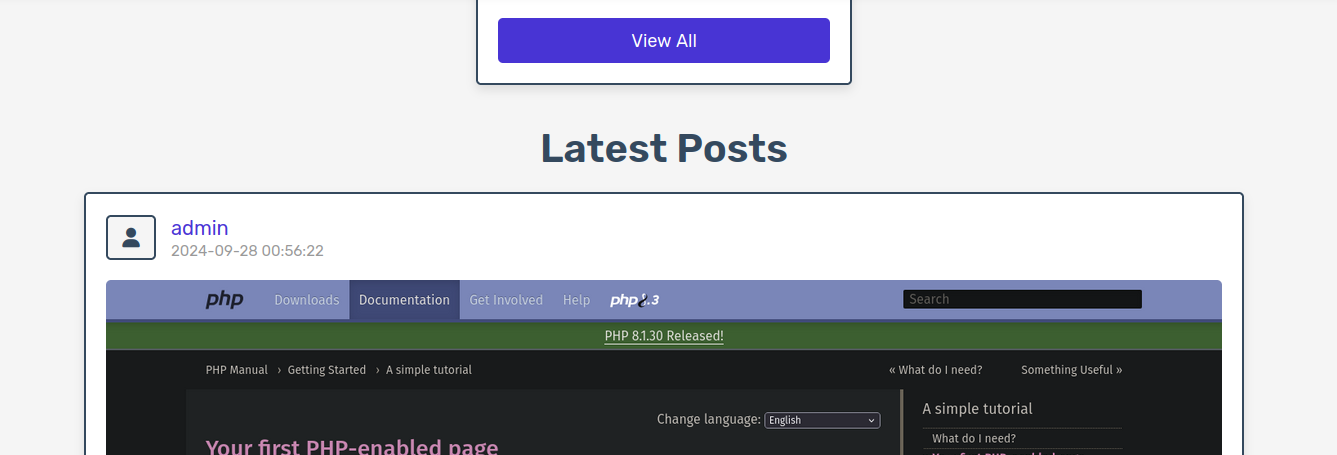 View All
Latest Posts
admin
2024-09-28 00:56:22
php Downloads Documentation Get Involved Help php8.3 Search
PHP 8.1.30 Released!
PHP Manual › Getting Started › A simple tutorial « What do I need? Something Useful »
A simple tutorial
Change language: English
What do I need?
Your first PHP-enabled page